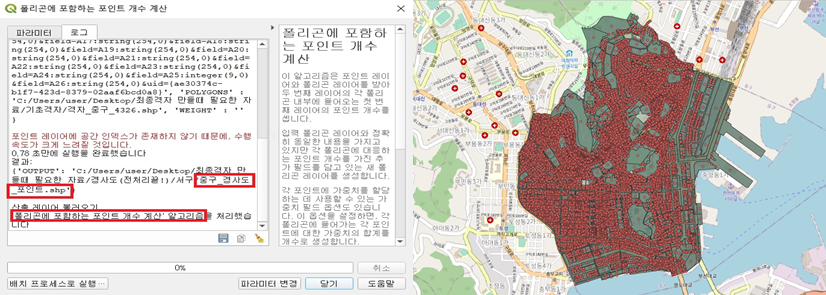 폴리곤에 포함하는 포인트 개수 계산
파라미터
로그
string(254,0)&field=A19:string(254,0)&field=A20:
string(254,0)&field=A21:string(254,0)&field=
A22:string(254,0)&field=A23:string(254,0)&fi
eld=A24:string(254,0)&field=A25:integer(9,0)
&field=A26:string(254,0)&uid={ae30374c-
b1f7-423d-8379-02aaf6bcd0a8}', 'POLYGONS' :
'C:/Users/user/Desktop/최종격자 만들때 필요한 자
료/기초격자/격자_중구_4326.shp', 'WEIGHT' : ''
}
포인트 레이어에 공간 인덱스가 존재하지 않기 때문에, 수행
속도가 크게 느려질 것입니다.
0.78 초만에 실행을 완료했습니다
결과:
{'OUTPUT': 'C:/Users/user/Desktop/최종격자 만
들때 필요한 자료/경사도(전처리끝!)/서구'중구_경사도
_포인트.shp'}
산출 레이어 불러오기
'폴리곤에 포함하는 포인트 개수 계산' 알고리즘을 처리했습
니다
폴리곤에 포함하
는 포인트 개수
계산
이 알고리즘은 포인트 레이
어와 폴리곤 레이어를 받아
두 번째 레이어의 각 폴리
곤 내부에 들어오는 첫 번
째 레이어의 포인트 개수를
셉니다.
입력 폴리곤 레이어와 정확
히 동일한 내용을 가지고
있지만 각 폴리곤에 대응하
는 포인트 개수를 가진 추
가 필드를 담고 있는 새 폴
리곤 레이어를 생성합니다.
각 포인트에 가중치를 할당
하는 데 사용할 수 있는 가
중치 필드 옵션도 있습니
다. 이 옵션을 설정하면, 각
폴리곤에 들어가는 각 포인
트에 대한 가중치의 합계를
개수로 생성합니다.
0%
취소
배치 프로세스로 실행…
파라미터 변경
닫기
도움말